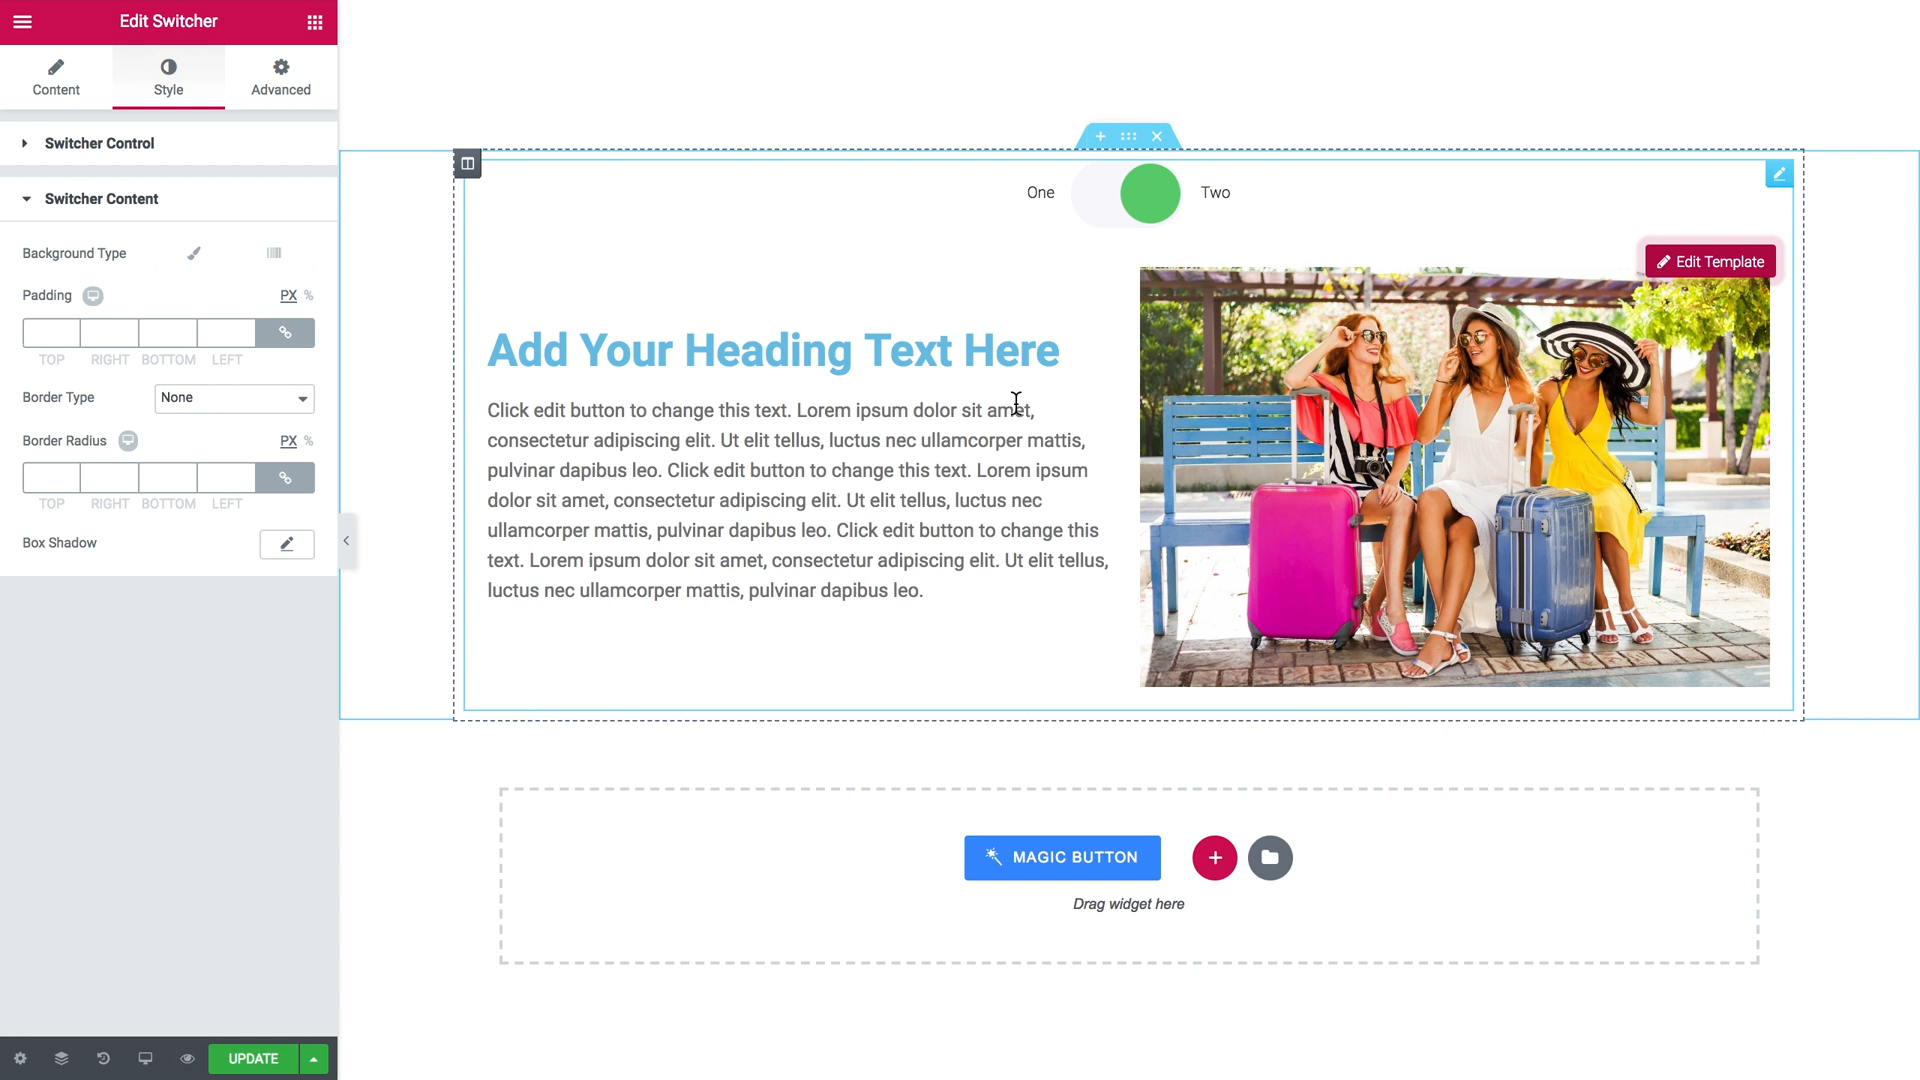 Edit Switcher
Content
Style
Advanced
Switcher Control
Switcher Content
Background Type
Padding
PX %
TOP RIGHT BOTTOM LEFT
Border Type
None
Border Radius
PX %
TOP RIGHT BOTTOM LEFT
Box Shadow
UPDATE
One
Two
Edit Template
Add Your Heading Text Here
Click edit button to change this text. Lorem ipsum dolor sit amet,
consectetur adipiscing elit. Ut elit tellus, luctus nec ullamcorper mattis,
pulvinar dapibus leo. Click edit button to change this text. Lorem ipsum
dolor sit amet, consectetur adipiscing elit. Ut elit tellus, luctus nec
ullamcorper mattis, pulvinar dapibus leo. Click edit button to change this
text. Lorem ipsum dolor sit amet, consectetur adipiscing elit. Ut elit tellus,
luctus nec ullamcorper mattis, pulvinar dapibus leo.
MAGIC BUTTON
Drag widget here